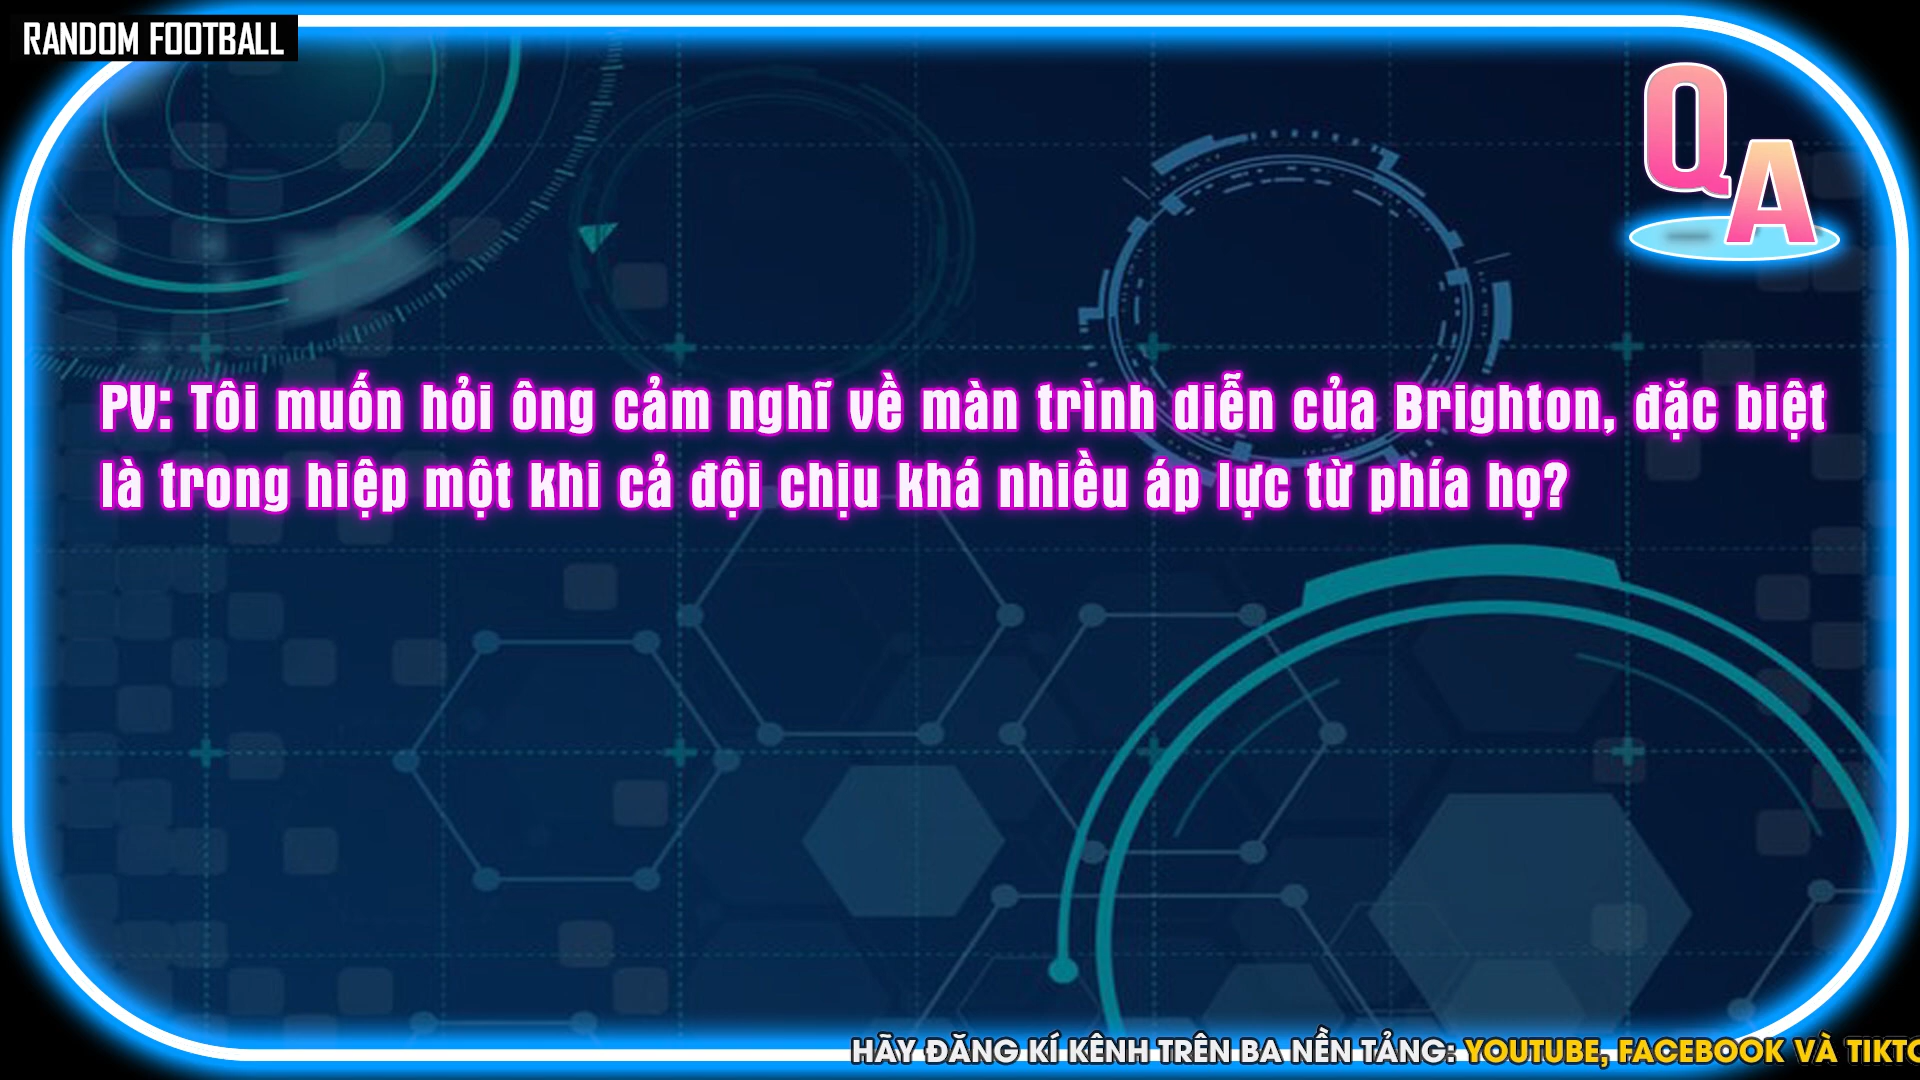 RANDOM FOOTBALL
QA
PV: Tôi muốn hỏi ông cảm nghĩ về màn trình diễn của Brighton, đặc biệt
là trong hiệp một khi cả đội chịu khá nhiều áp lực từ phía họ?
HÃY ĐĂNG KÍ KÊNH TRÊN BA NỀN TẢNG: YOUTUBE, FACEBOOK VÀ TIKTO